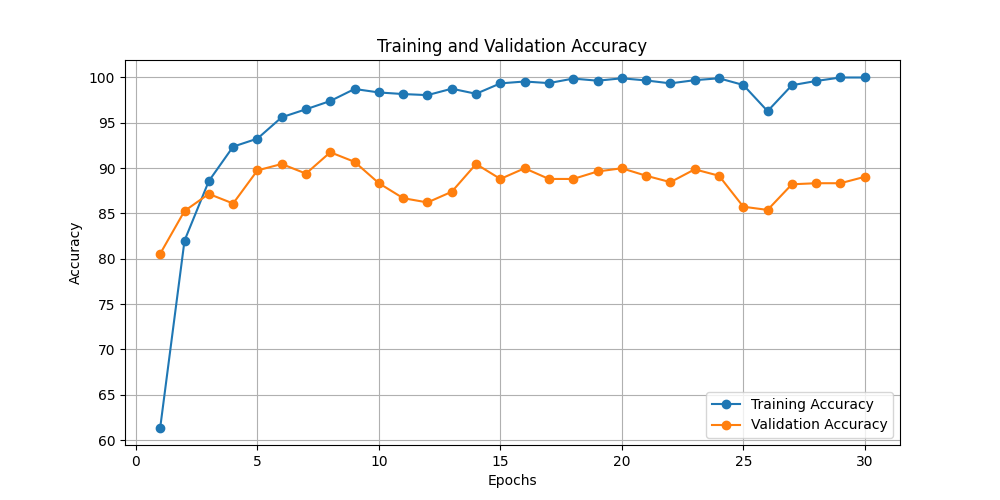 Training and Validation Accuracy
100
95
90
85
80
75
70
65
60
Accuracy
0 5 10 15 20 25 30
Epochs
Training Accuracy
Validation Accuracy